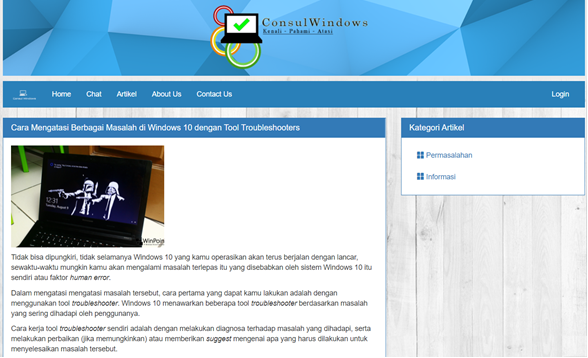 ConsulWindows
Kenali - Pahami - Atasi
Home Chat Artikel About Us Contact Us Login
Cara Mengatasi Berbagai Masalah di Windows 10 dengan Tool Troubleshooters
Kategori Artikel
Permasalahan
Informasi
12:31
Tuesday, August 9
WinPoin
Tidak bisa dipungkiri, tidak selamanya Windows 10 yang kamu operasikan akan terus berjalan dengan lancar,
sewaktu-waktu mungkin kamu akan mengalami masalah terlepas itu yang disebabkan oleh sistem Windows 10 itu
sendiri atau faktor human error.
Dalam mengatasi mengatasi masalah tersebut, cara pertama yang dapat kamu lakukan adalah dengan
menggunakan tool troubleshooter. Windows 10 menawarkan beberapa tool troubleshooter berdasarkan masalah
yang sering dihadapi oleh penggunanya.
Cara kerja tool troubleshooter sendiri adalah dengan melakukan diagnosa terhadap masalah yang dihadapi, serta
melakukan perbaikan (jika memungkinkan) atau memberikan suggest mengenai apa yang harus dilakukan untuk
menyelesaikan masalah tersebut.